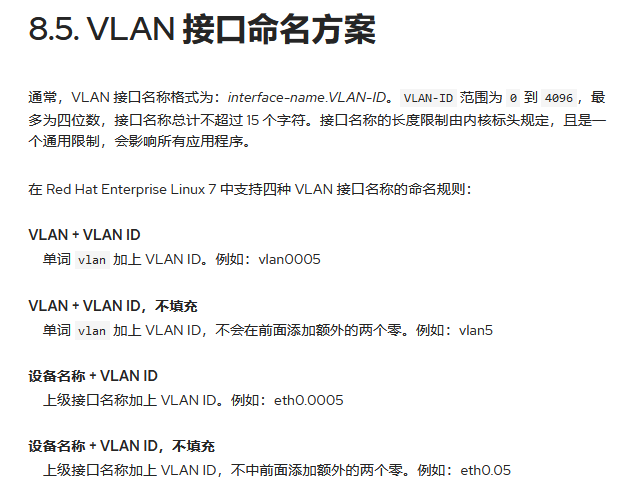 8.5. VLAN 接口命名方案
通常，VLAN 接口名称格式为：interface-name.VLAN-ID。 VLAN-ID 范围为 0 到 4096，最
多为四位数，接口名称总计不超过 15 个字符。接口名称的长度限制由内核标头规定，且是一
个通用限制，会影响所有应用程序。
在 Red Hat Enterprise Linux 7 中支持四种 VLAN 接口名称的命名规则：
VLAN + VLAN ID
单词 vlan 加上 VLAN ID。例如：vlan0005
VLAN + VLAN ID，不填充
单词 vlan 加上 VLAN ID，不会在前面添加额外的两个零。例如：vlan5
设备名称 + VLAN ID
上级接口名称加上 VLAN ID。例如：eth0.0005
设备名称 + VLAN ID，不填充
上级接口名称加上 VLAN ID，不中前面添加额外的两个零。例如：eth0.05